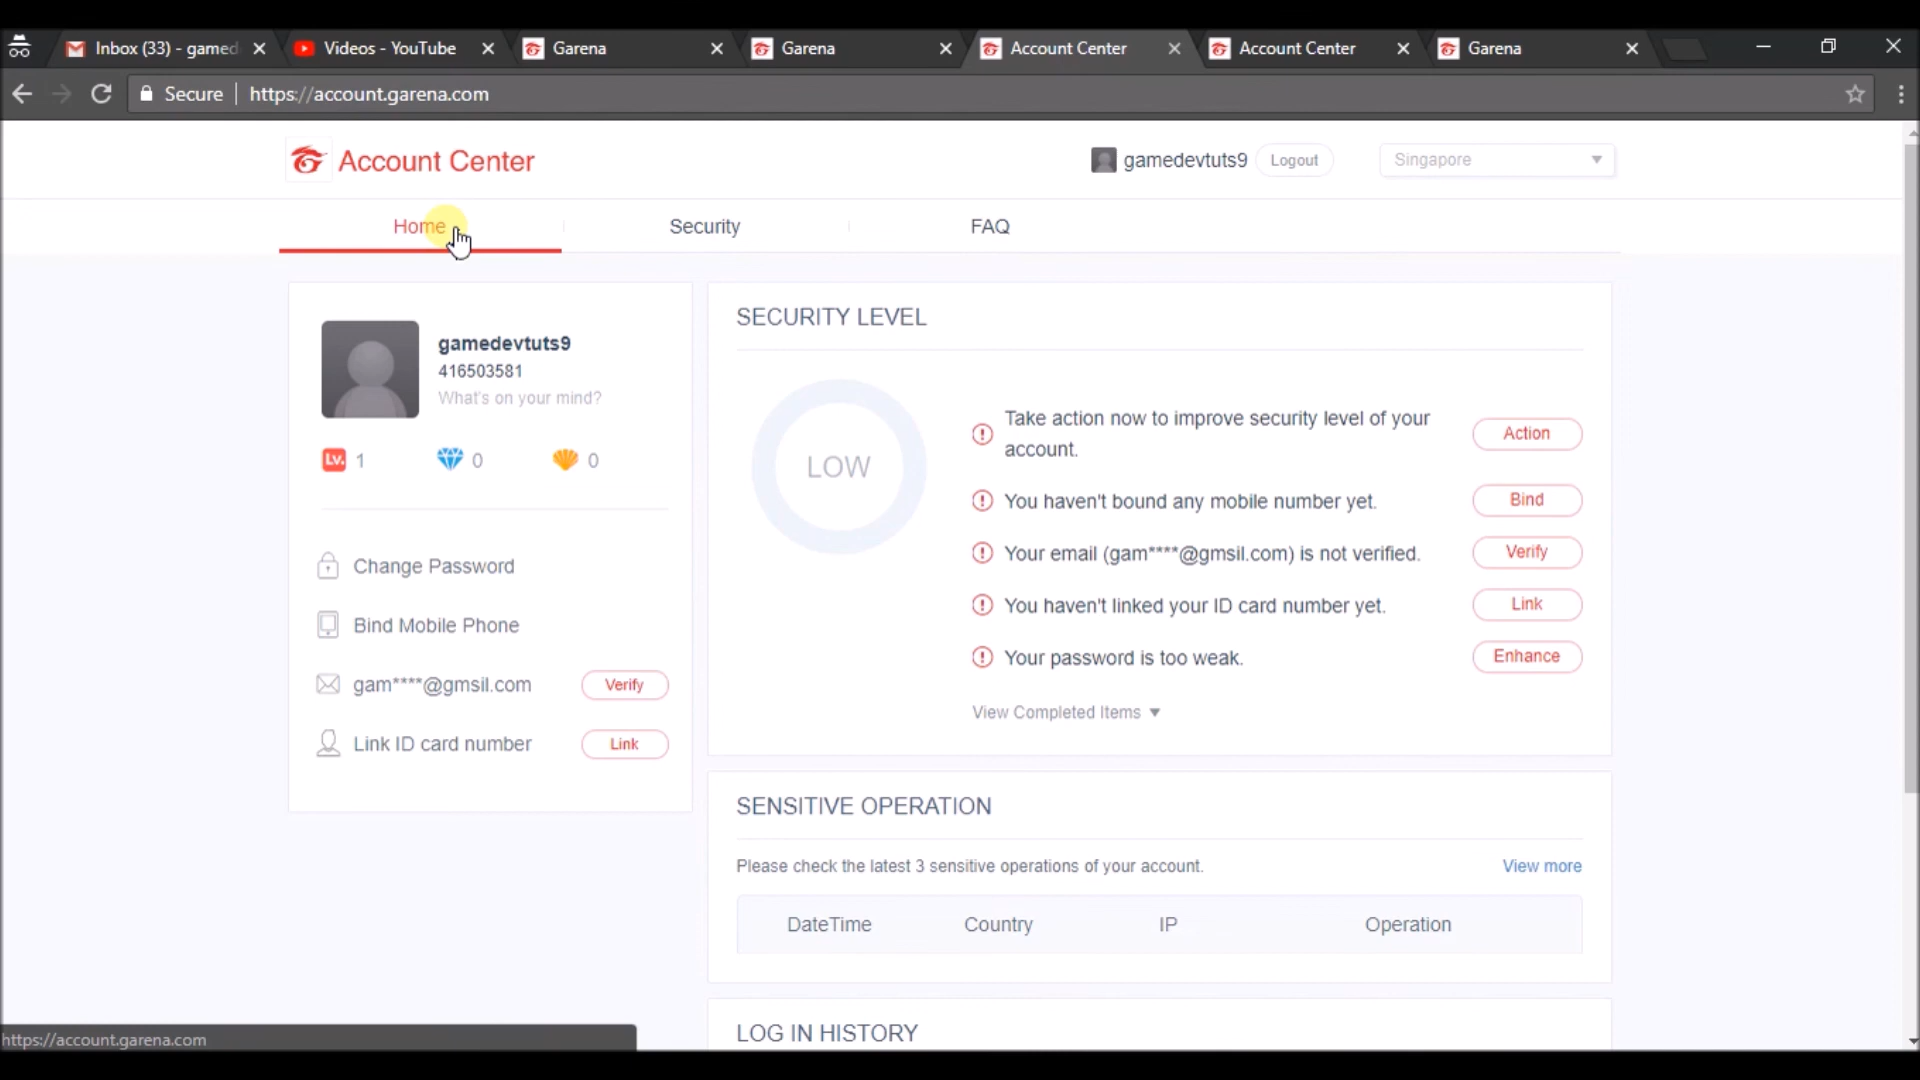 Inbox (33) - gamed
Videos - YouTube
Garena
Garena
Account Center
Account Center
Garena
Secure
https://account.garena.com
Account Center
gamedevtuts9
Logout
Singapore
Home
Security
FAQ
gamedevtuts9
416503581
What's on your mind?
Lv. 1
0
0
Change Password
Bind Mobile Phone
gam****@gmsil.com
Verify
Link ID card number
Link
SECURITY LEVEL
LOW
Take action now to improve security level of your
account.
Action
You haven't bound any mobile number yet.
Bind
Your email (gam****@gmsil.com) is not verified.
Verify
You haven't linked your ID card number yet.
Link
Your password is too weak.
Enhance
View Completed Items
SENSITIVE OPERATION
Please check the latest 3 sensitive operations of your account.
View more
DateTime
Country
IP
Operation
LOG IN HISTORY
https://account.garena.com